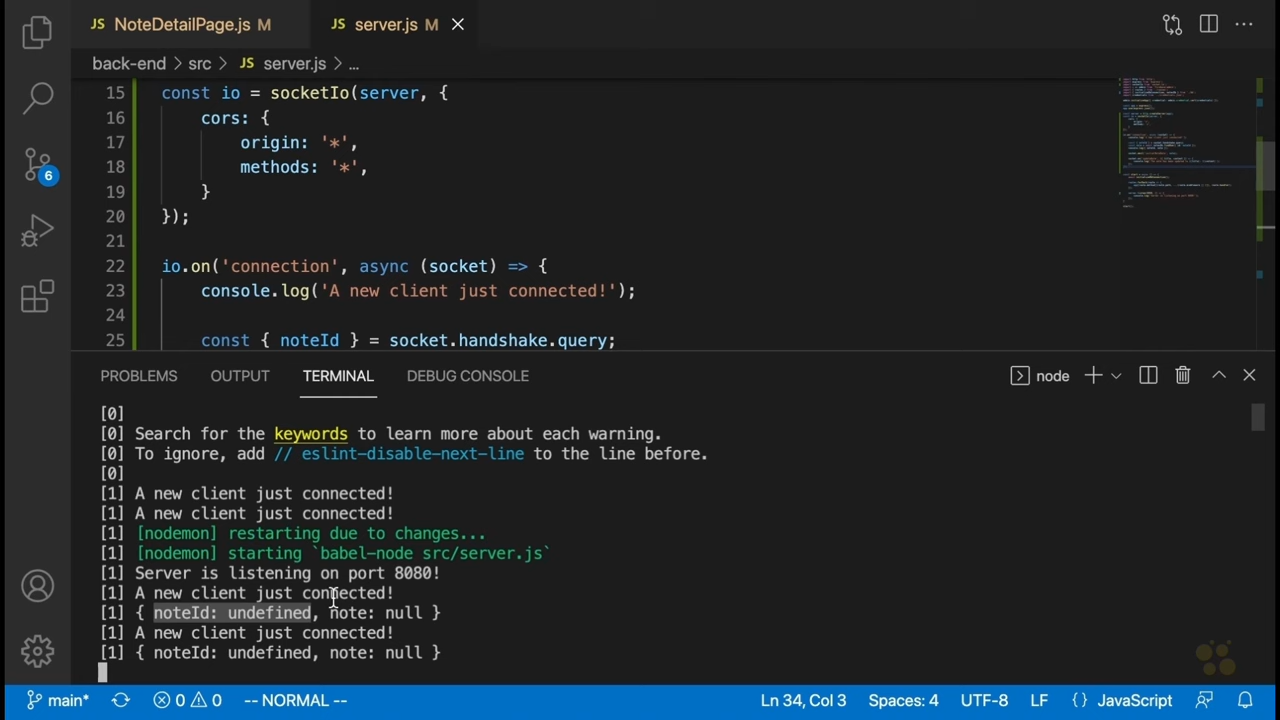 JS NoteDetailPage.js M JS server.js M
back-end > src > JS server.js > ...
15 const io = socketIo(server, {
16 cors: {
17 origin: '*',
18 methods: '*',
19 }
20 });
21
22 io.on('connection', async (socket) => {
23 console.log('A new client just connected!');
24
25 const { noteId } = socket.handshake.query;
PROBLEMS OUTPUT TERMINAL DEBUG CONSOLE node
[0]
[0] Search for the keywords to learn more about each warning.
[0] To ignore, add // eslint-disable-next-line to the line before.
[0]
[1] A new client just connected!
[1] A new client just connected!
[1] [nodemon] restarting due to changes...
[1] [nodemon] starting `babel-node src/server.js`
[1] Server is listening on port 8080!
[1] A new client just connected!
[1] { noteId: undefined, note: null }
[1] A new client just connected!
[1] { noteId: undefined, note: null }
6
main* 0 0 -- NORMAL -- Ln 34, Col 3 Spaces: 4 UTF-8 LF {} JavaScript